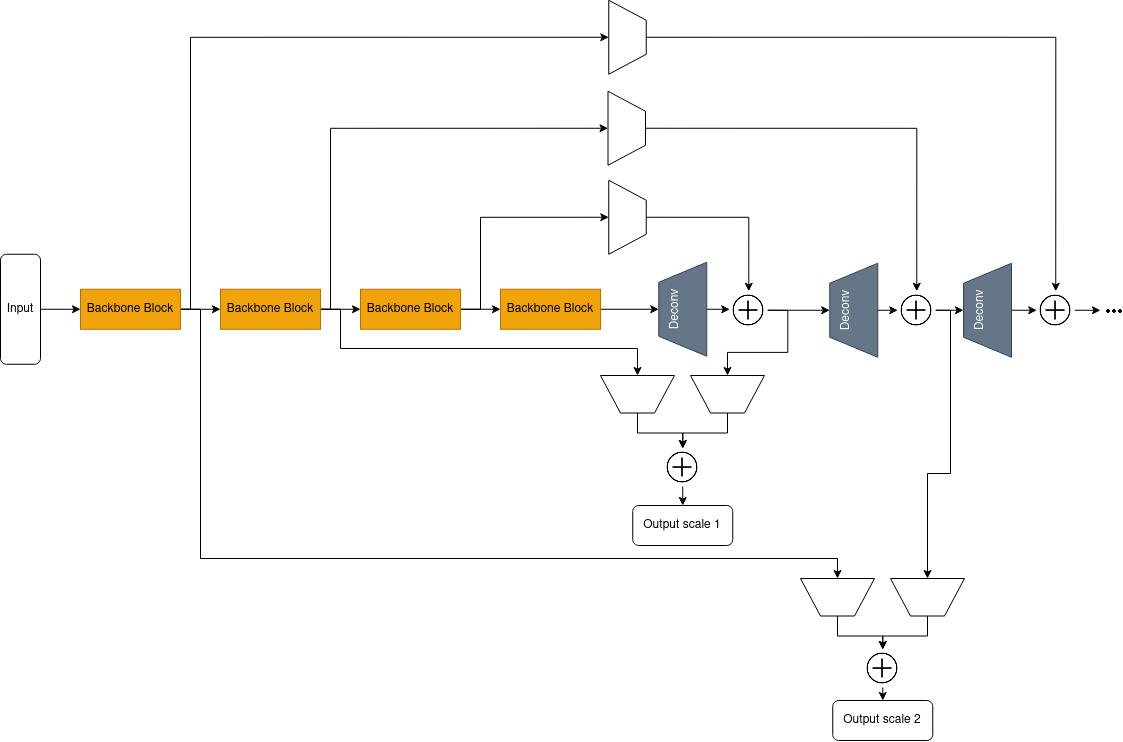 Input
Backbone Block
Backbone Block
Backbone Block
Backbone Block
Deconv
Deconv
Deconv
Output scale 1
Output scale 2